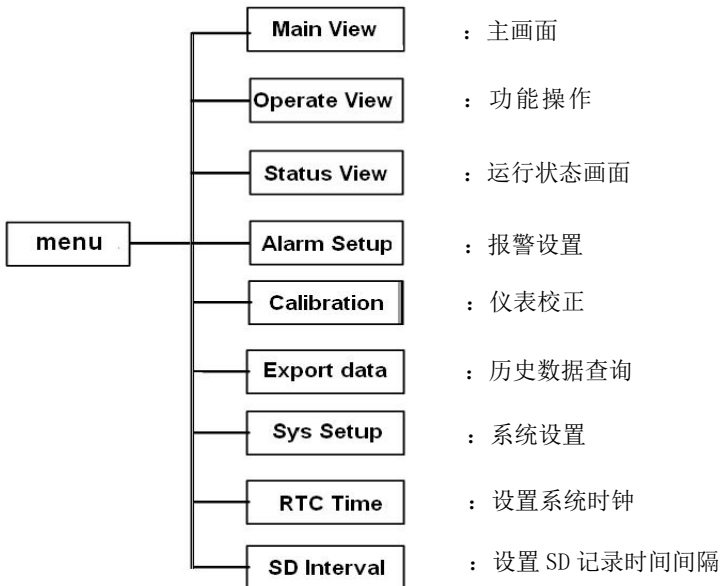 Main View ：主画面
Operate View ：功能操作
Status View ：运行状态画面
menu
Alarm Setup ：报警设置
Calibration ：仪表校正
Export data ：历史数据查询
Sys Setup ：系统设置
RTC Time ：设置系统时钟
SD Interval ：设置 SD 记录时间间隔